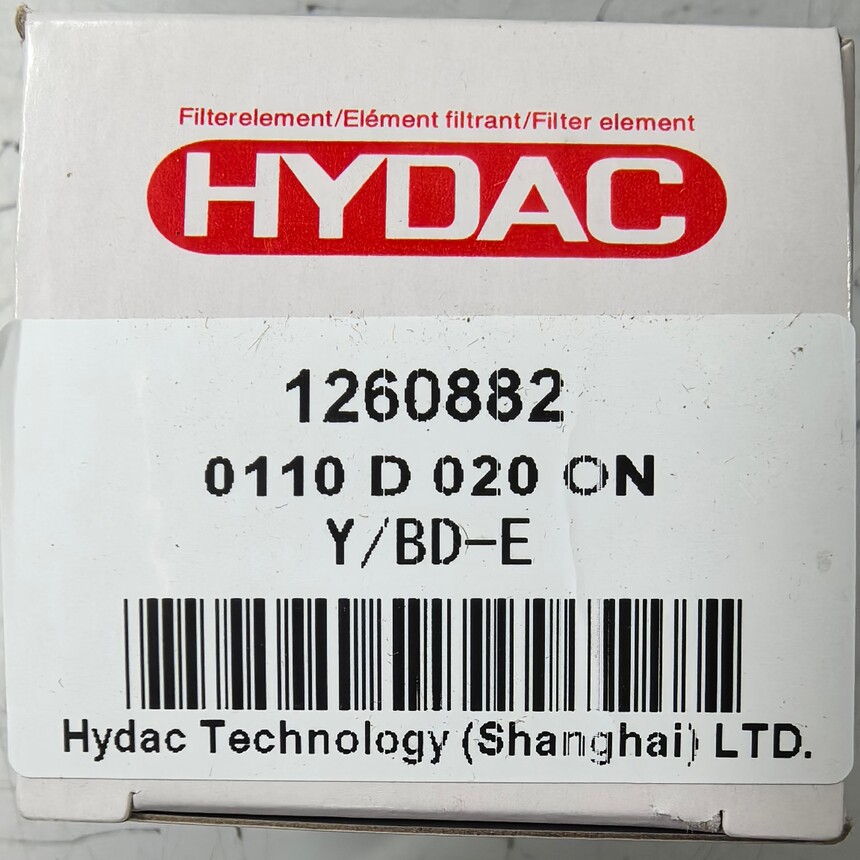 Filterelement/Elément filtrant/Filter element
HYDAC
1260882
0110 D 020 ON
Y/BD-E
Hydac Technology (Shanghai) LTD.